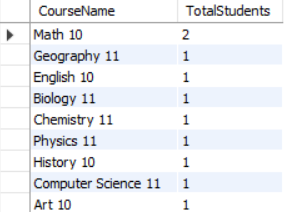 CourseName TotalStudents
Math 10 2
Geography 11 1
English 10 1
Biology 11 1
Chemistry 11 1
Physics 11 1
History 10 1
Computer Science 11 1
Art 10 1